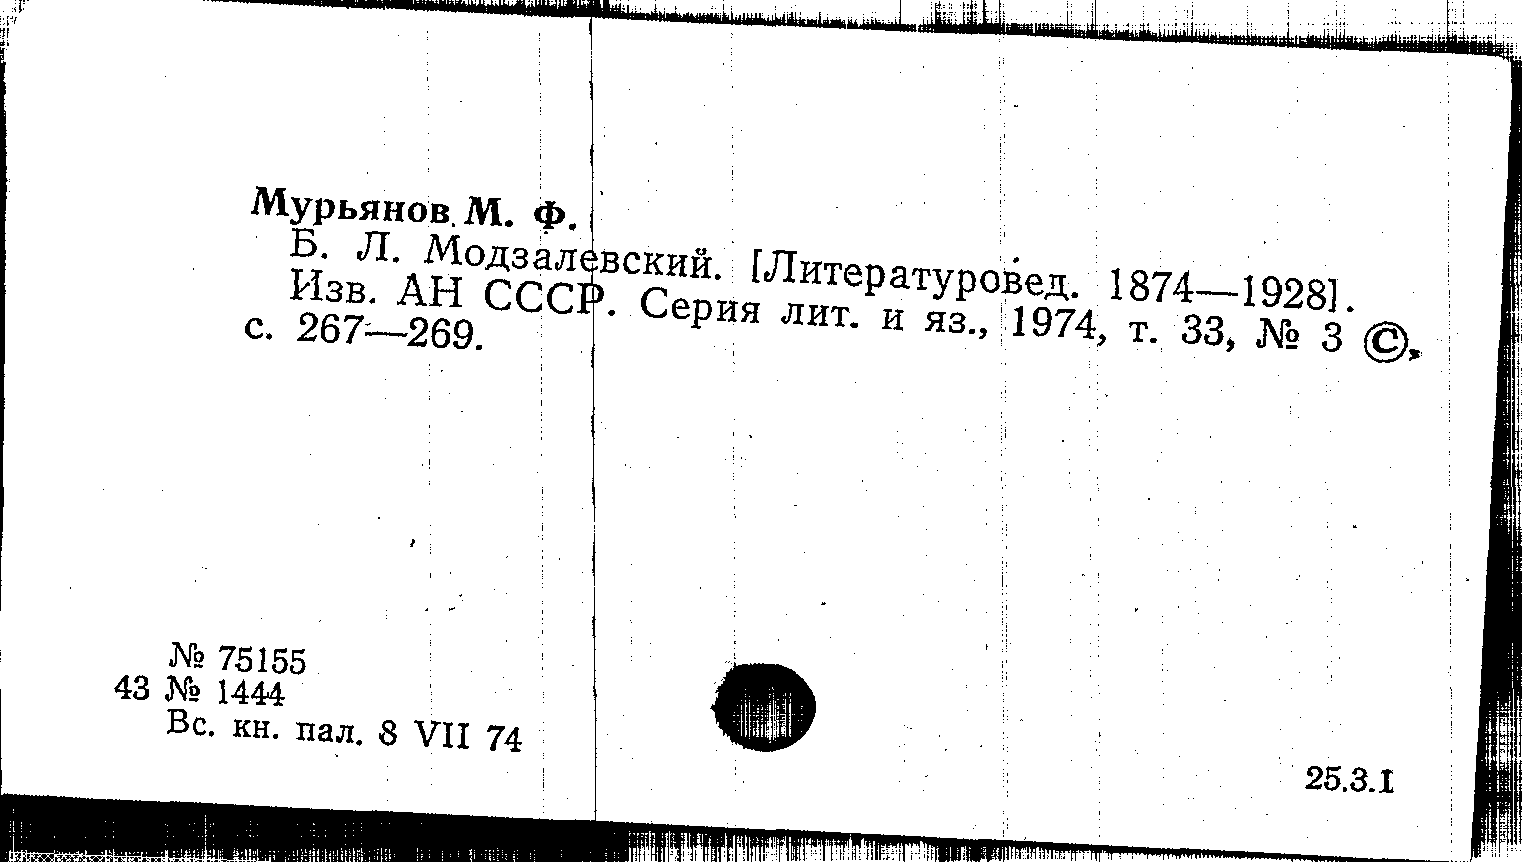 Мурьянов М. Ф.
Б. Л. Модзалевский. [Литературовед. 1874—1928].
Изв. АН СССР. Серия лит. и яз., 1974, т. 33, № 3 ©,
с. 267—269.
№ 75155
43 № 1444
Вс. кн. пал. 8 VII 74
25.3.1